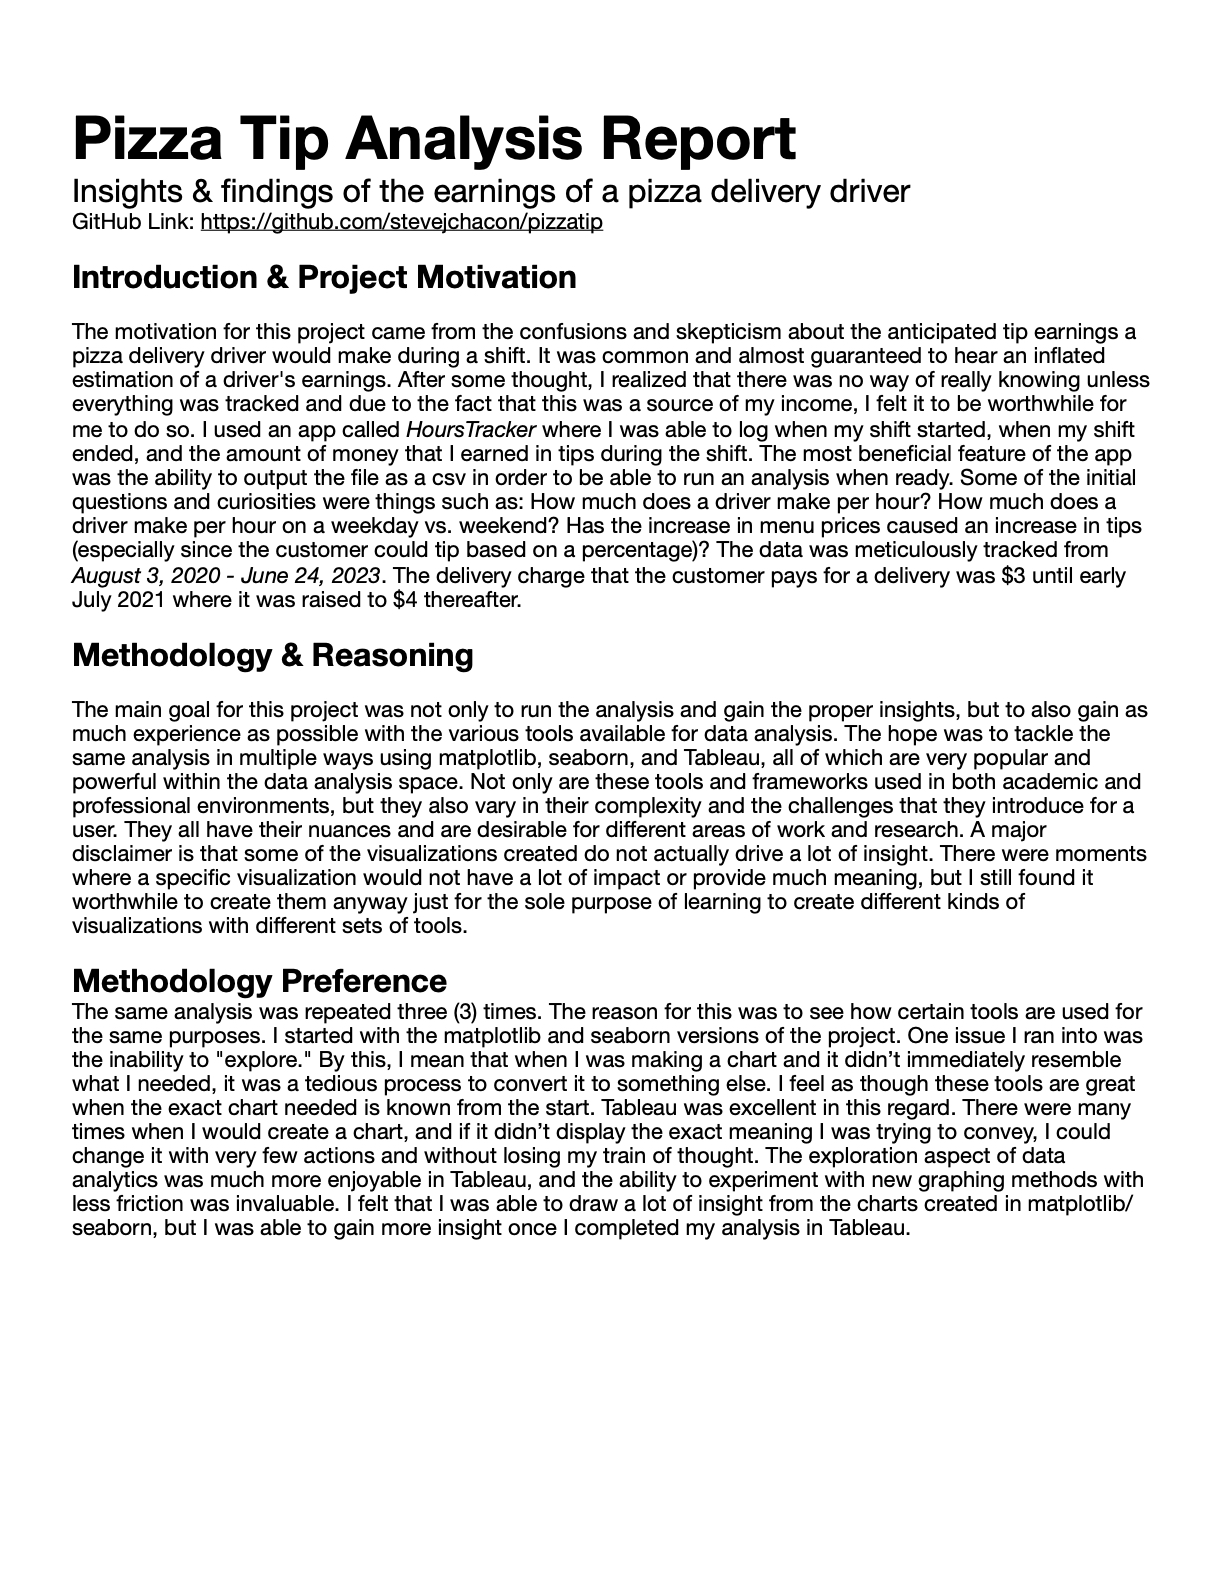 Pizza Tip Analysis Report
Insights & findings of the earnings of a pizza delivery driver
GitHub Link: https://github.com/stevejchacon/pizzatip
Introduction & Project Motivation
The motivation for this project came from the confusions and skepticism about the anticipated tip earnings a
pizza delivery driver would make during a shift. It was common and almost guaranteed to hear an inflated
estimation of a driver's earnings. After some thought, I realized that there was no way of really knowing unless
everything was tracked and due to the fact that this was a source of my income, I felt it to be worthwhile for
me to do so. I used an app called HoursTracker where I was able to log when my shift started, when my shift
ended, and the amount of money that I earned in tips during the shift. The most beneficial feature of the app
was the ability to output the file as a csv in order to be able to run an analysis when ready. Some of the initial
questions and curiosities were things such as: How much does a driver make per hour? How much does a
driver make per hour on a weekday vs. weekend? Has the increase in menu prices caused an increase in tips
(especially since the customer could tip based on a percentage)? The data was meticulously tracked from
August 3, 2020 - June 24, 2023. The delivery charge that the customer pays for a delivery was $3 until early
July 2021 where it was raised to $4 thereafter.
Methodology & Reasoning
The main goal for this project was not only to run the analysis and gain the proper insights, but to also gain as
much experience as possible with the various tools available for data analysis. The hope was to tackle the
same analysis in multiple ways using matplotlib, seaborn, and Tableau, all of which are very popular and
powerful within the data analysis space. Not only are these tools and frameworks used in both academic and
professional environments, but they also vary in their complexity and the challenges that they introduce for a
user. They all have their nuances and are desirable for different areas of work and research. A major
disclaimer is that some of the visualizations created do not actually drive a lot of insight. There were moments
where a specific visualization would not have a lot of impact or provide much meaning, but I still found it
worthwhile to create them anyway just for the sole purpose of learning to create different kinds of
visualizations with different sets of tools.
Methodology Preference
The same analysis was repeated three (3) times. The reason for this was to see how certain tools are used for
the same purposes. I started with the matplotlib and seaborn versions of the project. One issue I ran into was
the inability to "explore." By this, I mean that when I was making a chart and it didn’t immediately resemble
what I needed, it was a tedious process to convert it to something else. I feel as though these tools are great
when the exact chart needed is known from the start. Tableau was excellent in this regard. There were many
times when I would create a chart, and if it didn’t display the exact meaning I was trying to convey, I could
change it with very few actions and without losing my train of thought. The exploration aspect of data
analytics was much more enjoyable in Tableau, and the ability to experiment with new graphing methods with
less friction was invaluable. I felt that I was able to draw a lot of insight from the charts created in matplotlib/
seaborn, but I was able to gain more insight once I completed my analysis in Tableau.